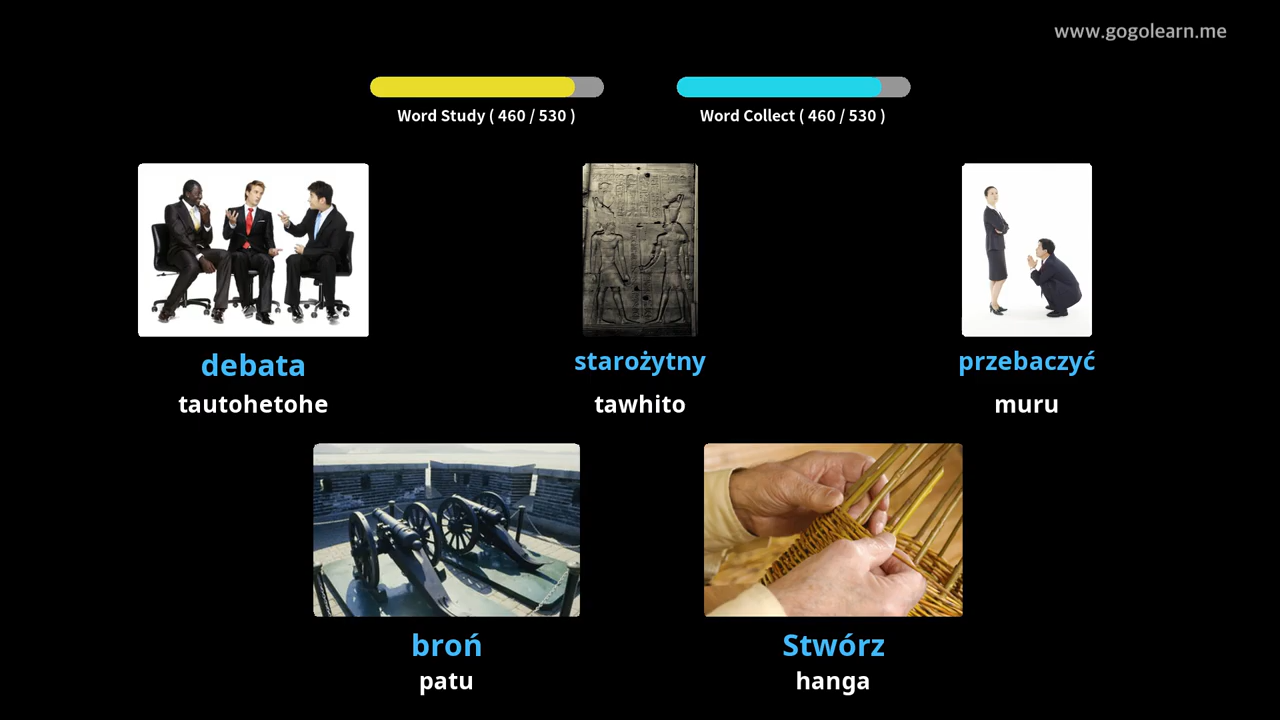 www.gogolearn.me
Word Study ( 460 / 530 )
Word Collect ( 460 / 530 )
debata
tautohetohe
starożytny
tawhito
przebaczyć
muru
broń
patu
Stwórz
hanga